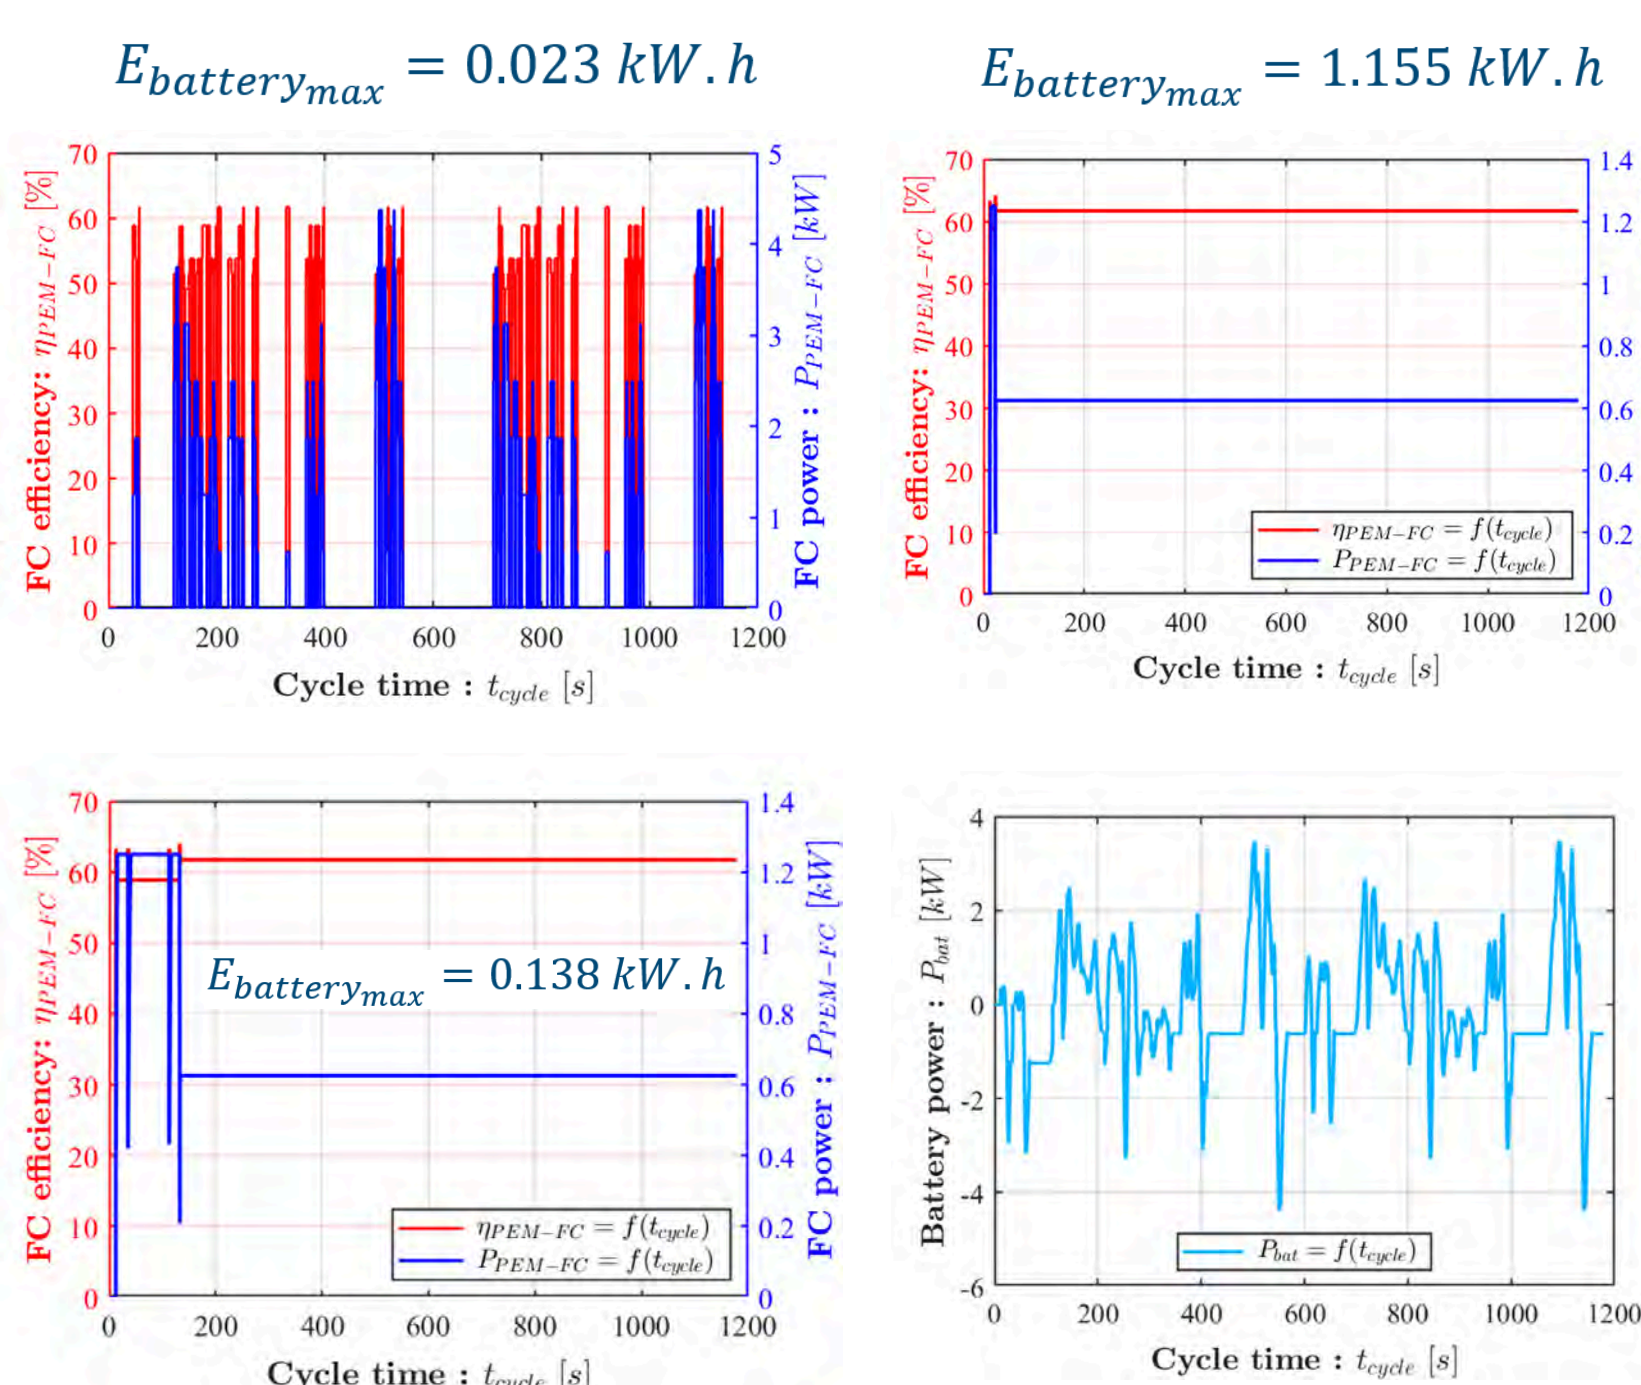 E_battery_max = 0.023 kW.h
E_battery_max = 1.155 kW.h
FC efficiency: η_PEM−FC [%]
70
60
50
40
30
20
10
0
5
4
3
2
1
0
FC power : P_PEM−FC [kW]
0 200 400 600 800 1000 1200
Cycle time : t_cycle [s]
FC efficiency: η_PEM−FC [%]
70
60
50
40
30
20
10
0
1.4
1.2
1
0.8
0.6
0.4
0.2
0
η_PEM−FC = f(t_cycle)
P_PEM−FC = f(t_cycle)
0 200 400 600 800 1000 1200
Cycle time : t_cycle [s]
FC efficiency: η_PEM−FC [%]
70
60
50
40
30
20
10
0
E_battery_max = 0.138 kW.h
1.4
1.2
1
0.8
0.6
0.4
0.2
0
FC power : P_PEM−FC [kW]
η_PEM−FC = f(t_cycle)
P_PEM−FC = f(t_cycle)
0 200 400 600 800 1000 1200
Cycle time : t_cycle [s]
Battery power : P_bat [kW]
4
2
0
-2
-4
-6
P_bat = f(t_cycle)
0 200 400 600 800 1000 1200
Cycle time : t_cycle [s]